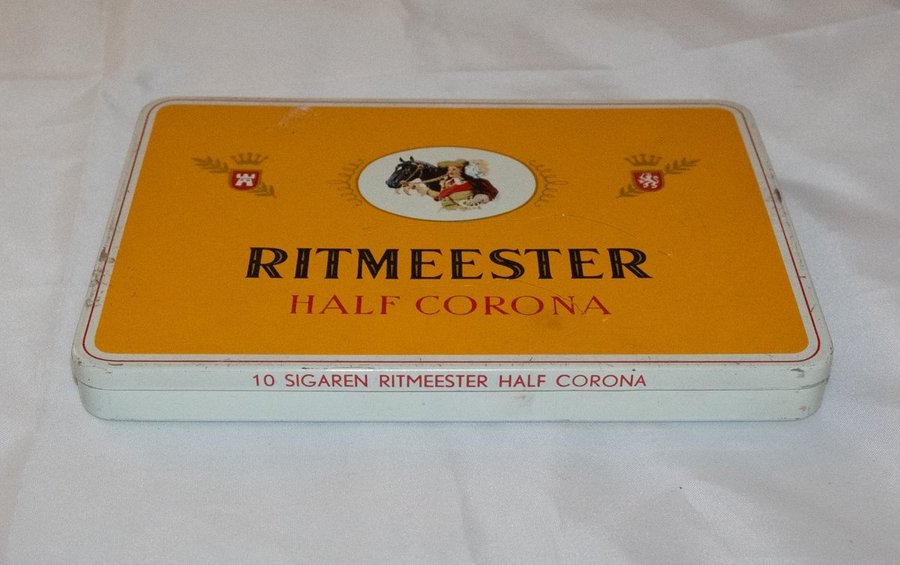 RITMEESTER
HALF CORONA
10 SIGAREN RITMEESTER HALF CORONA